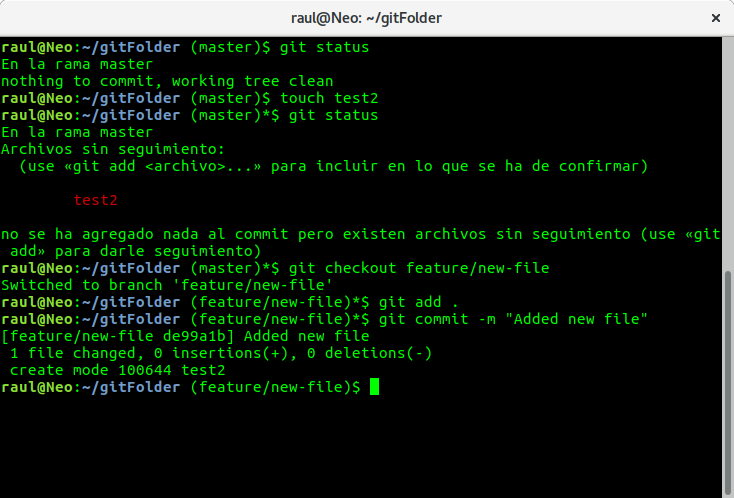 raul@Neo: ~/gitFolder
raul@Neo:~/gitFolder (master)$ git status
En la rama master
nothing to commit, working tree clean
raul@Neo:~/gitFolder (master)$ touch test2
raul@Neo:~/gitFolder (master)*$ git status
En la rama master
Archivos sin seguimiento:
  (use «git add <archivo>...» para incluir en lo que se ha de confirmar)
        test2
no se ha agregado nada al commit pero existen archivos sin seguimiento (use «git
 add» para darle seguimiento)
raul@Neo:~/gitFolder (master)*$ git checkout feature/new-file
Switched to branch 'feature/new-file'
raul@Neo:~/gitFolder (feature/new-file)*$ git add .
raul@Neo:~/gitFolder (feature/new-file)*$ git commit -m "Added new file"
[feature/new-file de99a1b] Added new file
 1 file changed, 0 insertions(+), 0 deletions(-)
 create mode 100644 test2
raul@Neo:~/gitFolder (feature/new-file)$